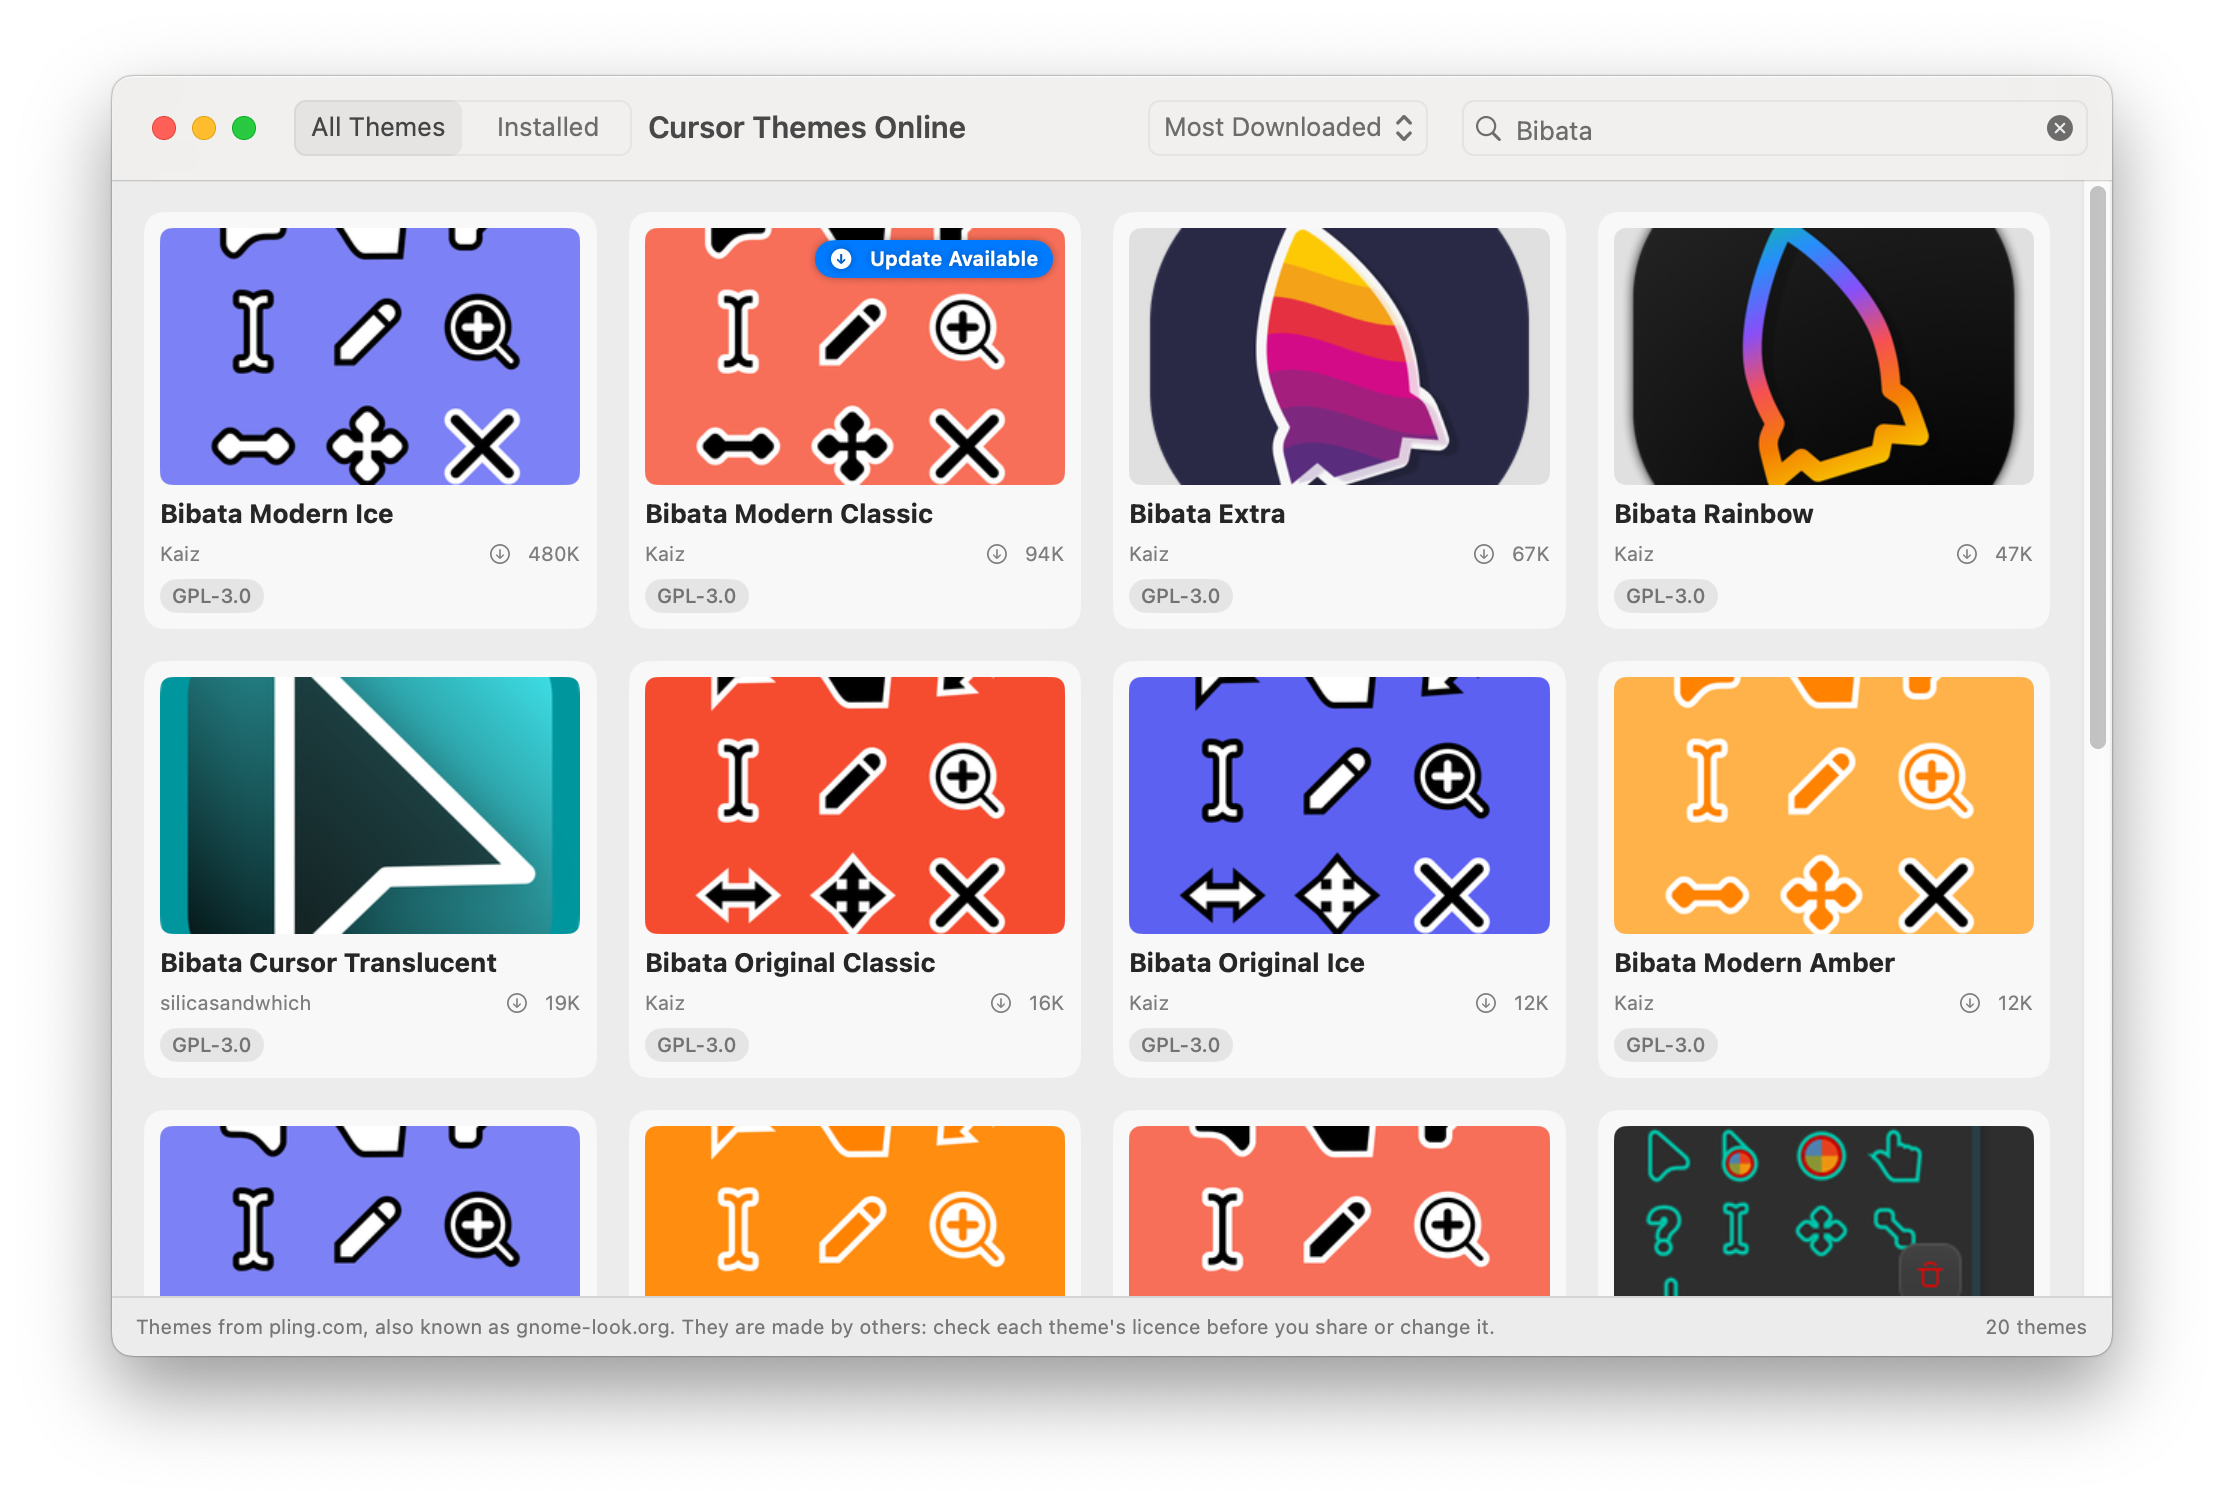 All Themes
Installed
Cursor Themes Online
Most Downloaded
Bibata
Update Available
Bibata Modern Ice
Kaiz
480K
GPL-3.0
Bibata Modern Classic
Kaiz
94K
GPL-3.0
Bibata Extra
Kaiz
67K
GPL-3.0
Bibata Rainbow
Kaiz
47K
GPL-3.0
Bibata Cursor Translucent
silicasandwhich
19K
GPL-3.0
Bibata Original Classic
Kaiz
16K
GPL-3.0
Bibata Original Ice
Kaiz
12K
GPL-3.0
Bibata Modern Amber
Kaiz
12K
GPL-3.0
Themes from pling.com, also known as gnome-look.org. They are made by others: check each theme's licence before you share or change it.
20 themes